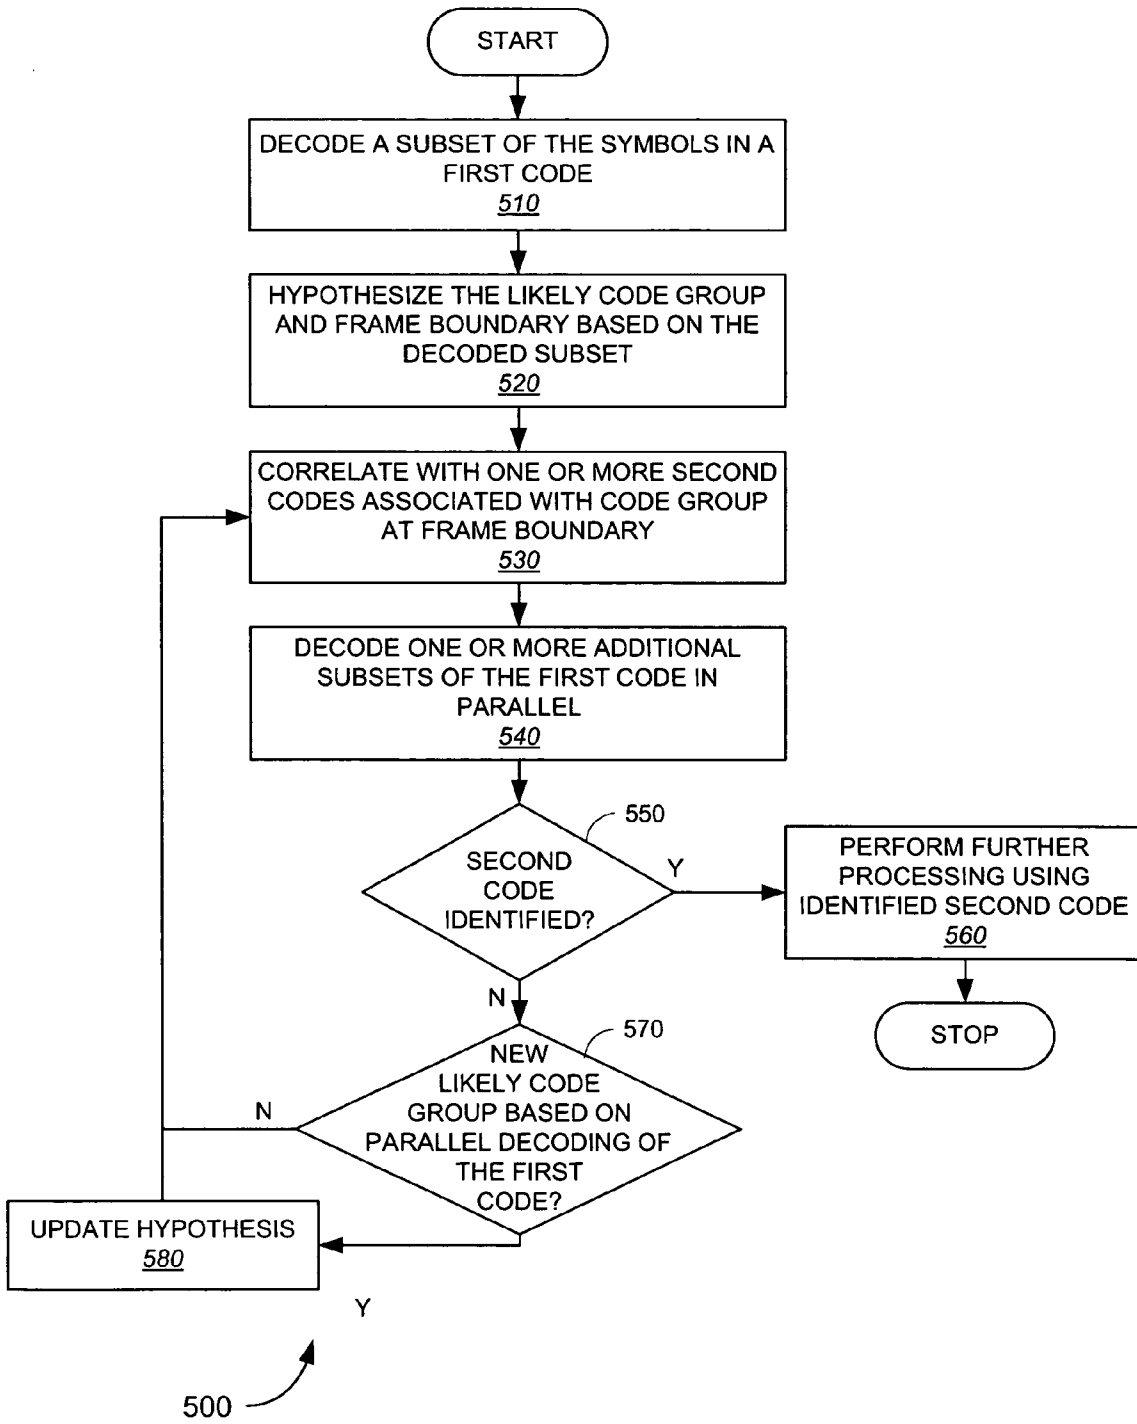 START
DECODE A SUBSET OF THE SYMBOLS IN A
FIRST CODE
510
HYPOTHESIZE THE LIKELY CODE GROUP
AND FRAME BOUNDARY BASED ON THE
DECODED SUBSET
520
CORRELATE WITH ONE OR MORE SECOND
CODES ASSOCIATED WITH CODE GROUP
AT FRAME BOUNDARY
530
DECODE ONE OR MORE ADDITIONAL
SUBSETS OF THE FIRST CODE IN
PARALLEL
540
550
SECOND
CODE
IDENTIFIED?
Y
PERFORM FURTHER
PROCESSING USING
IDENTIFIED SECOND CODE
560
STOP
N
570
NEW
LIKELY CODE
GROUP BASED ON
PARALLEL DECODING OF
THE FIRST
CODE?
N
UPDATE HYPOTHESIS
580
Y
500